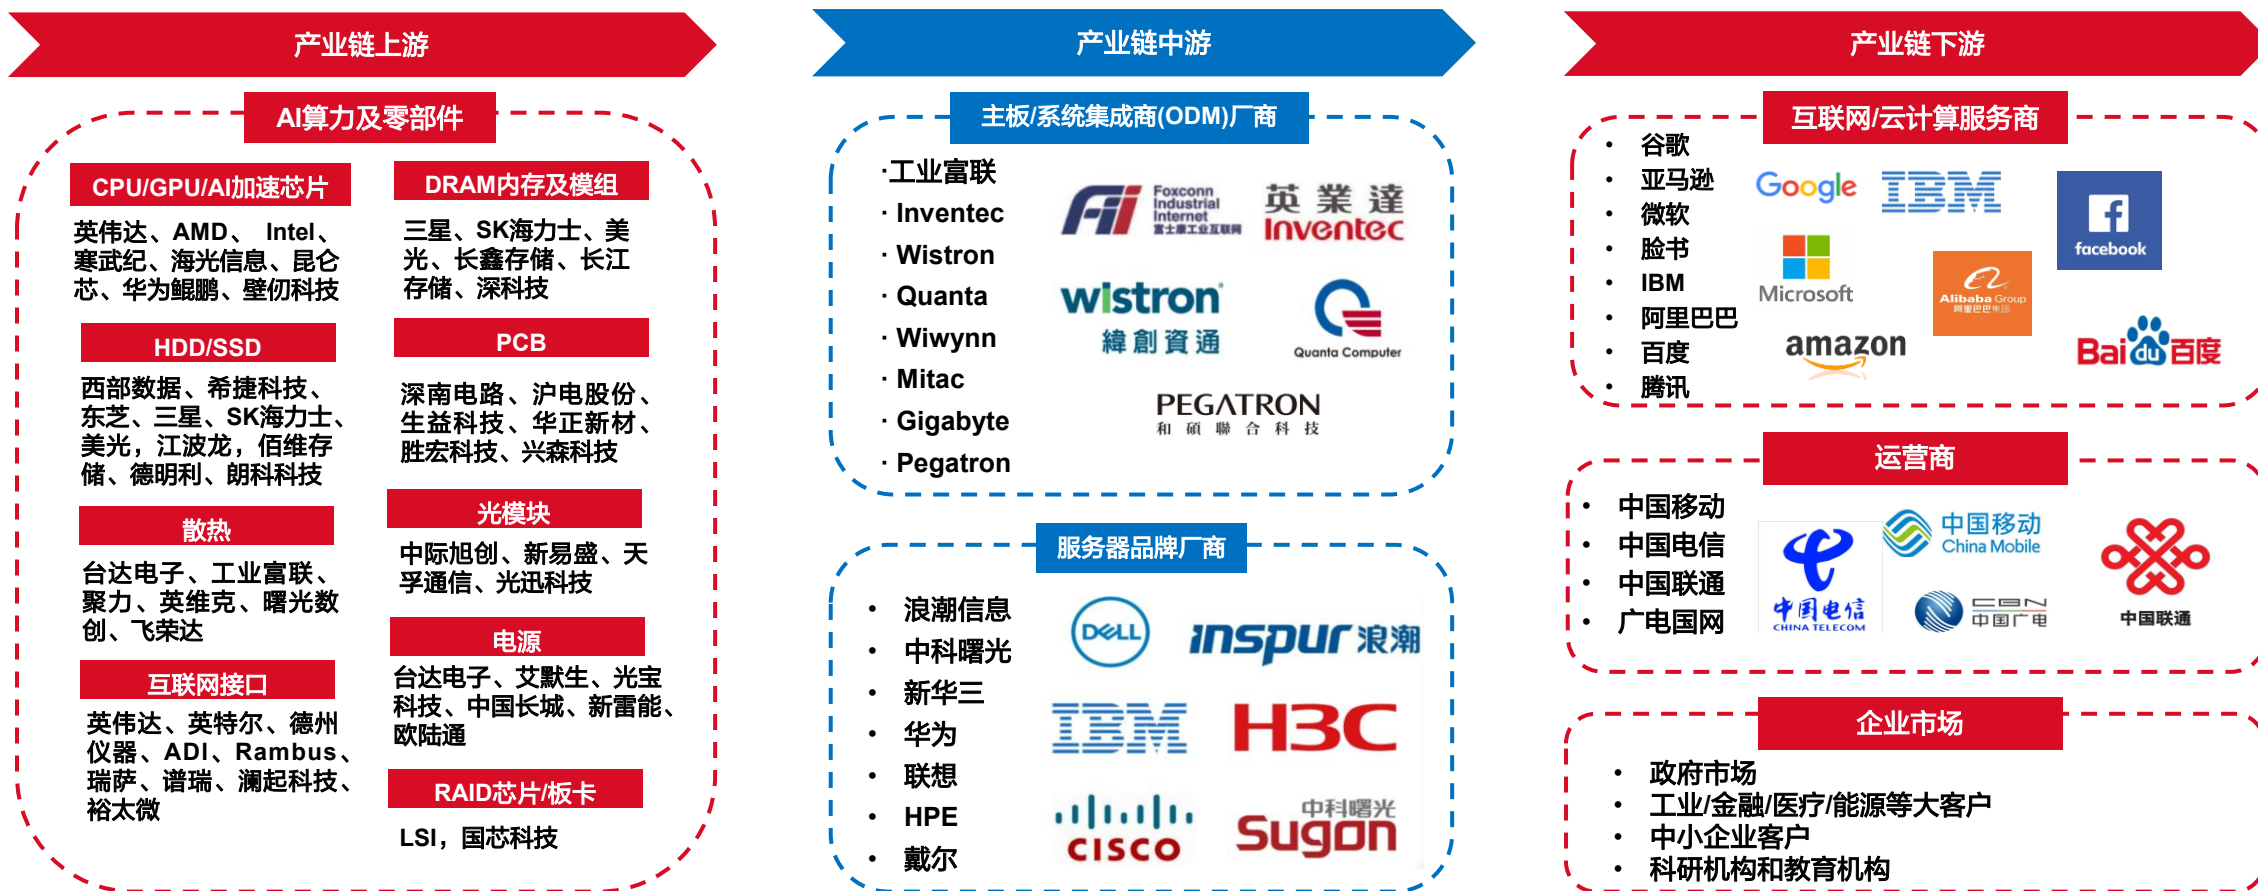 产业链上游
AI算力及零部件
CPU/GPU/AI加速芯片
英伟达、AMD、 Intel、
寒武纪、海光信息、昆仑
芯、华为鲲鹏、壁仞科技
HDD/SSD
西部数据、希捷科技、
东芝、三星、SK海力士、
美光，江波龙，佰维存
储、德明利、朗科科技
散热
台达电子、工业富联、
聚力、英维克、曙光数
创、飞荣达
互联网接口
英伟达、英特尔、德州
仪器、ADI、Rambus、
瑞萨、谱瑞、澜起科技、
裕太微
DRAM内存及模组
三星、SK海力士、美
光、长鑫存储、长江
存储、深科技
PCB
深南电路、沪电股份、
生益科技、华正新材、
胜宏科技、兴森科技
光模块
中际旭创、新易盛、天
孚通信、光迅科技
电源
台达电子、艾默生、光宝
科技、中国长城、新雷能、
欧陆通
RAID芯片/板卡
LSI，国芯科技
产业链中游
主板/系统集成商(ODM)厂商
·工业富联
· Inventec
· Wistron
· Quanta
· Wiwynn
· Mitac
· Gigabyte
· Pegatron
Fii
Foxconn
Industrial
Internet
富士康工业互联网
英業達
Inventec
wistron
緯創資通
Quanta Computer
PEGATRON
和碩聯合科技
服务器品牌厂商
• 浪潮信息
• 中科曙光
• 新华三
• 华为
• 联想
• HPE
• 戴尔
DELL
inspur 浪潮
IBM
H3C
CISCO
中科曙光
Sugon
产业链下游
互联网/云计算服务商
• 谷歌
• 亚马逊
• 微软
• 脸书
• IBM
• 阿里巴巴
• 百度
• 腾讯
Google
IBM
facebook
Microsoft
Alibaba Group
阿里巴巴集团
amazon
Bai du 百度
运营商
• 中国移动
• 中国电信
• 中国联通
• 广电国网
中国电信
CHINA TELECOM
中国移动
China Mobile
CBN
中国广电
中国联通
企业市场
• 政府市场
• 工业/金融/医疗/能源等大客户
• 中小企业客户
• 科研机构和教育机构